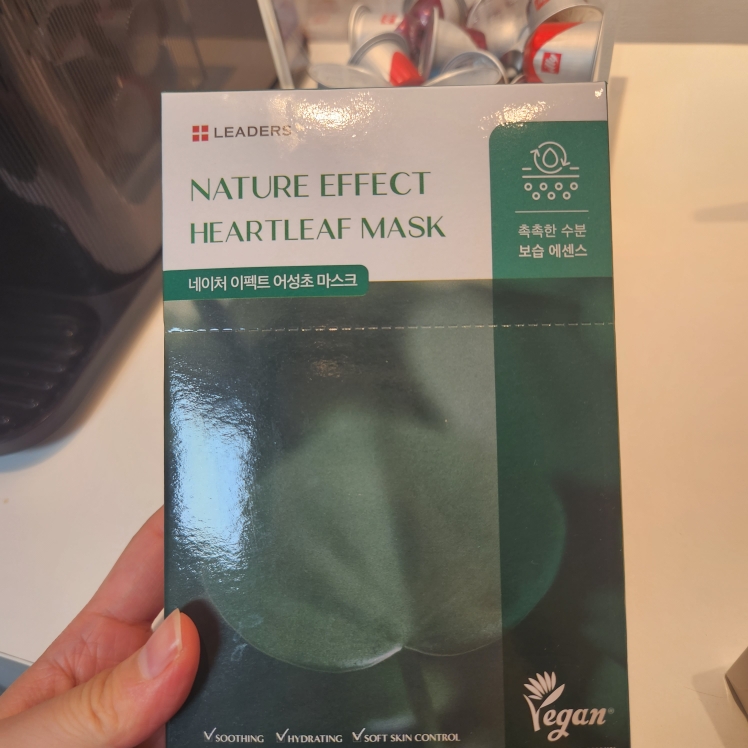 LEADERS
NATURE EFFECT
HEARTLEAF MASK
네이처 이펙트 어성초 마스크
촉촉한 수분
보습 에센스
Vegan
SOOTHING HYDRATING SOFT SKIN CONTROL